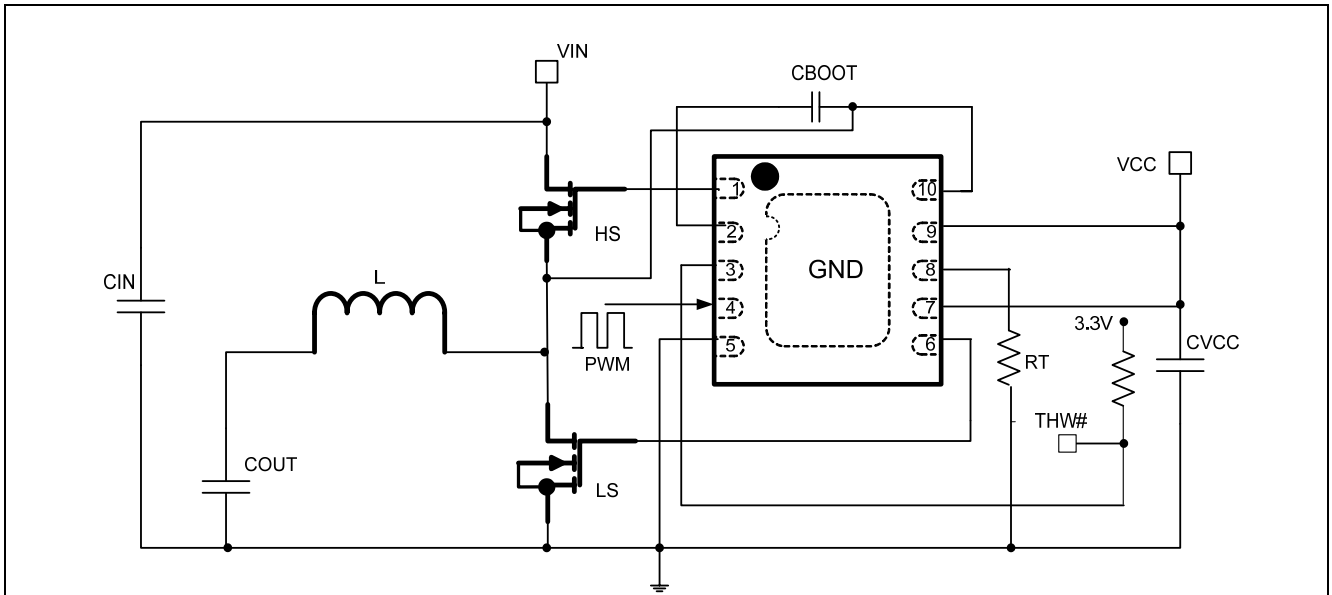 VIN
CBOOT
VCC
1
10
2
9
HS
3
8
GND
CIN
L
4
7
3.3V
PWM
5
6
RT
CVCC
THW#
COUT
LS